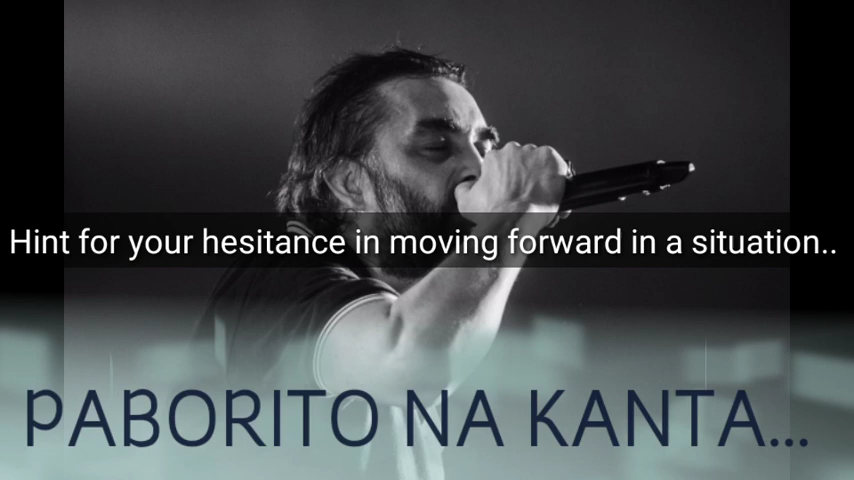 Hint for your hesitance in moving forward in a situation..
PABORITO NA KANTA...